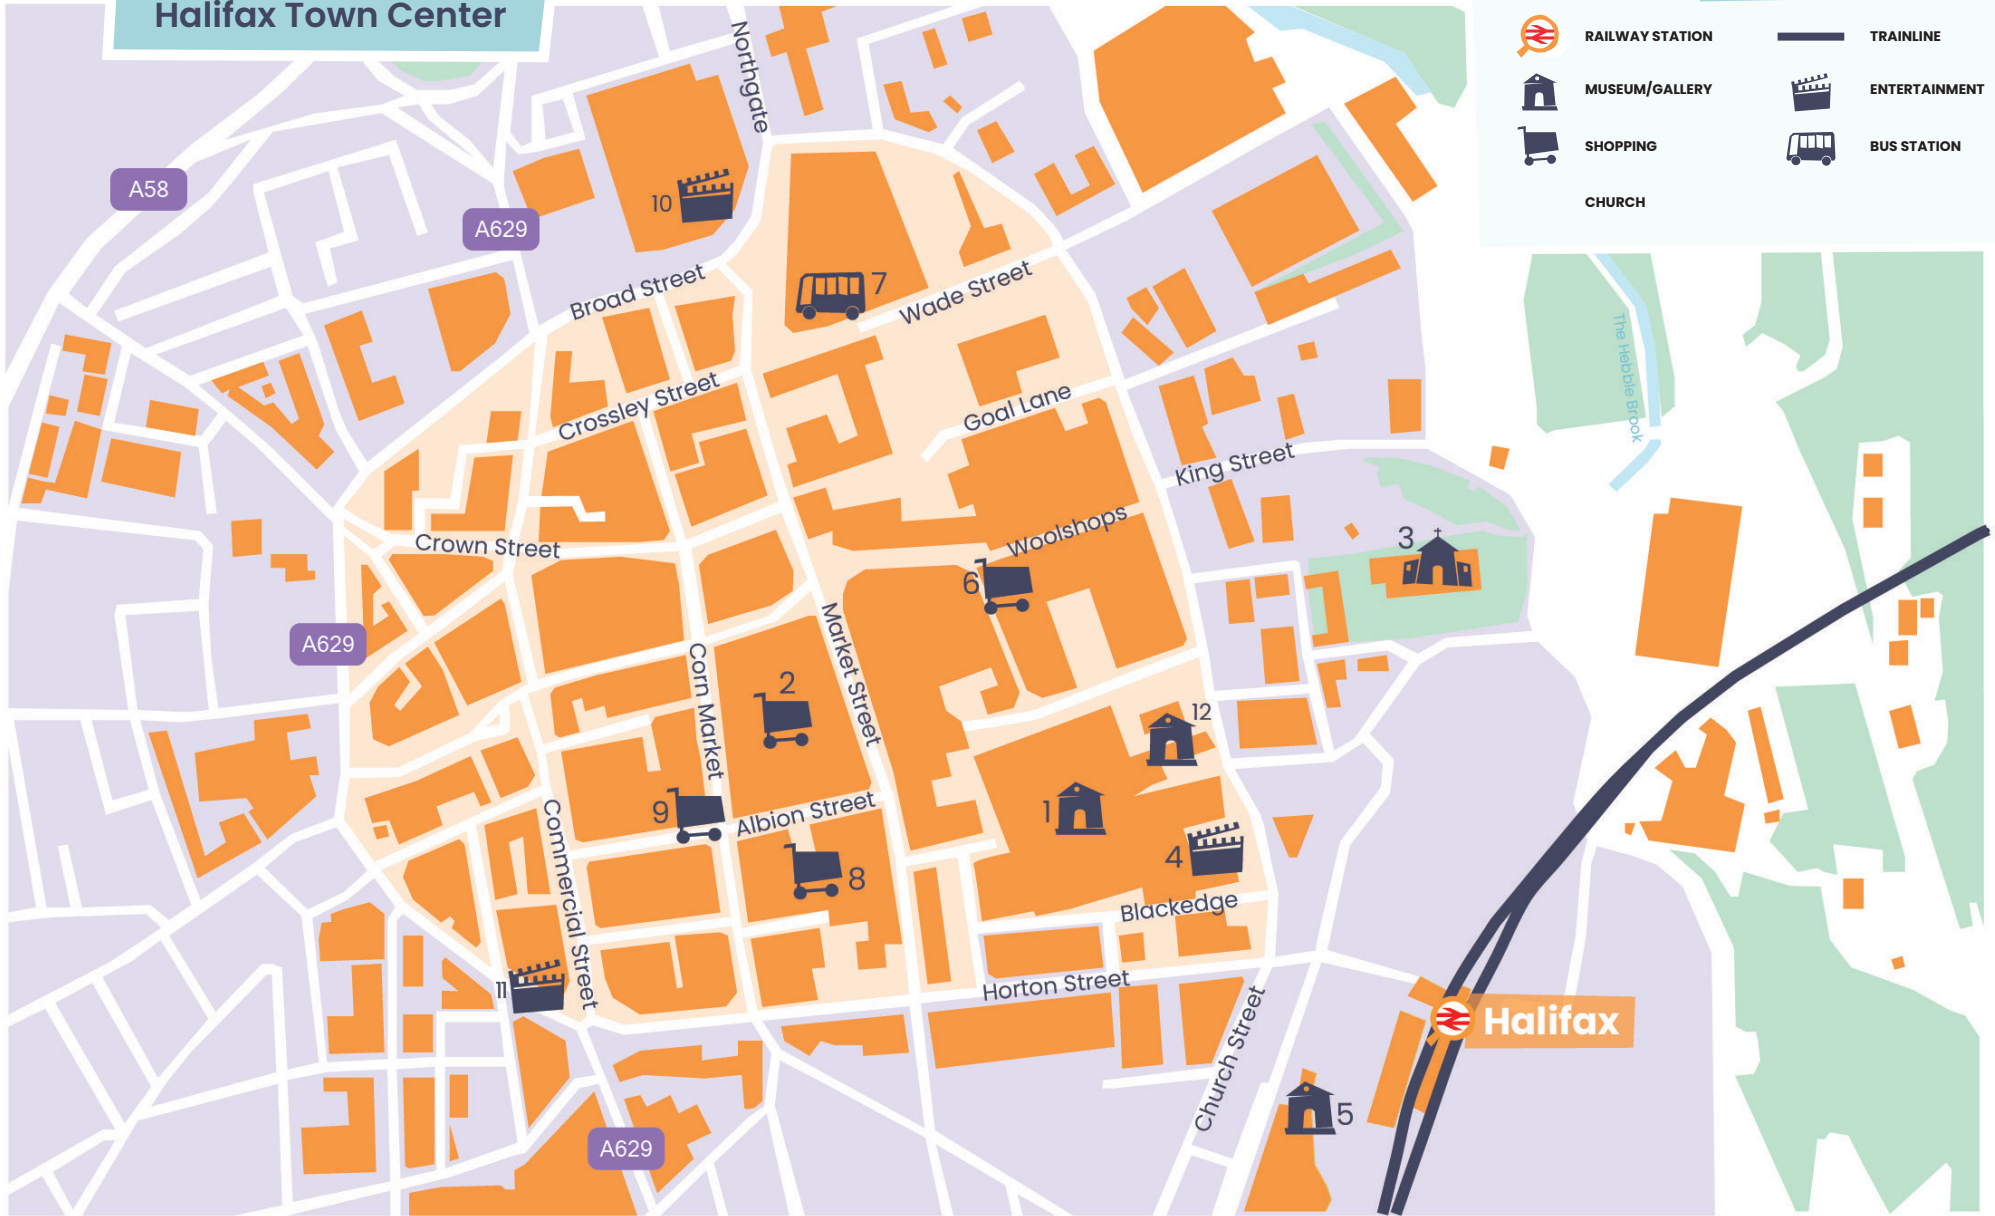 Halifax Town Center
RAILWAY STATION
TRAINLINE
MUSEUM/GALLERY
ENTERTAINMENT
SHOPPING
BUS STATION
CHURCH
Northgate
A58
10
A629
Broad Street
7
Wade Street
The Hebble Brook
Crossley Street
Goal Lane
King Street
Crown Street
Woolshops
3
6
A629
Market Street
Corn Market
2
12
9
Albion Street
1
Commercial Street
8
4
Blackedge
11
Horton Street
Halifax
Church Street
5
A629